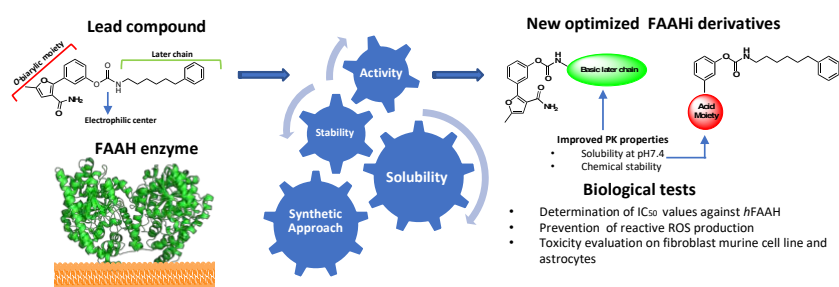 Lead compound
O-biarylic moiety
Later chain
O
O
N
H
O
NH₂
O
Electrophilic center
FAAH enzyme
Activity
Stability
Solubility
Synthetic
Approach
New optimized FAAHi derivatives
O
H
N
O
Basic later chain
O
NH₂
O
Me
O
H
N
O
Acid
Moiety
Improved PK properties
• Solubility at pH7.4
• Chemical stability
Biological tests
• Determination of IC₅₀ values against hFAAH
• Prevention of reactive ROS production
• Toxicity evaluation on fibroblast murine cell line and
astrocytes